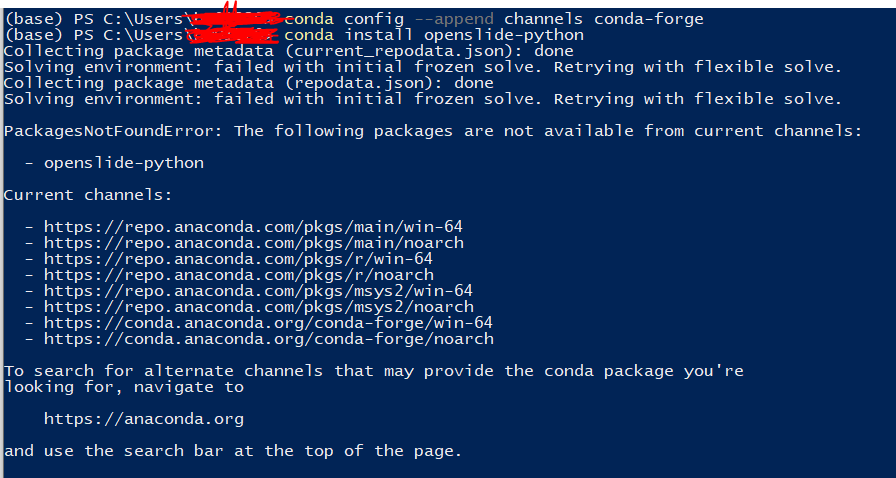 (base) PS C:\Users\ conda config --append channels conda-forge
(base) PS C:\Users\ conda install openslide-python
Collecting package metadata (current_repodata.json): done
Solving environment: failed with initial frozen solve. Retrying with flexible solve.
Collecting package metadata (repodata.json): done
Solving environment: failed with initial frozen solve. Retrying with flexible solve.
PackagesNotFoundError: The following packages are not available from current channels:
- openslide-python
Current channels:
- https://repo.anaconda.com/pkgs/main/win-64
- https://repo.anaconda.com/pkgs/main/noarch
- https://repo.anaconda.com/pkgs/r/win-64
- https://repo.anaconda.com/pkgs/r/noarch
- https://repo.anaconda.com/pkgs/msys2/win-64
- https://repo.anaconda.com/pkgs/msys2/noarch
- https://conda.anaconda.org/conda-forge/win-64
- https://conda.anaconda.org/conda-forge/noarch
To search for alternate channels that may provide the conda package you're
looking for, navigate to
https://anaconda.org
and use the search bar at the top of the page.